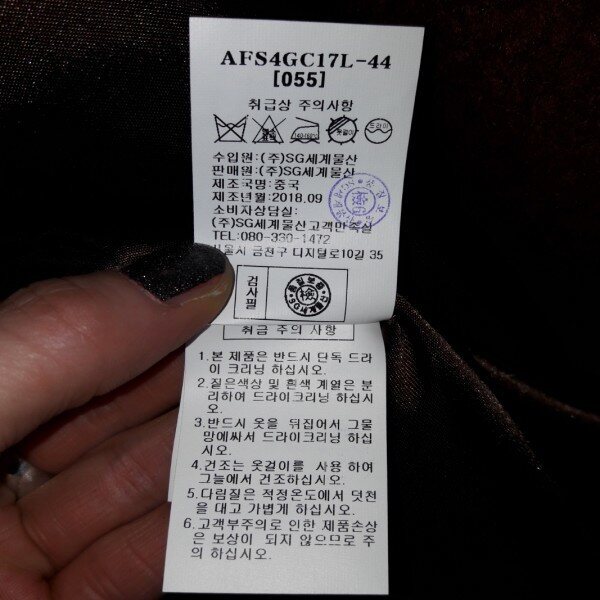 AFS4GC17L-44
[055]
취급상 주의사항
140-160℃
옷걸이
드라이
수입원:(주)SG세계물산
판매원:(주)SG세계물산
제조국명:중국
제조년월:2018.09
소비자상담실:
(주)SG세계물산고객만족실
TEL:080-330-1472
서울시 금천구 디지털로10길 35
검사필
檢
취급 주의 사항
1.본 제품은 반드시 단독 드라
이 크리닝 하십시오.
2.짙은색상 및 흰색 계열은 분
리하여 드라이크리닝 하십시
오.
3.반드시 옷을 뒤집어서 그물
망에싸서 드라이크리닝 하십
시오.
4.건조는 옷걸이를 사용 하여
그늘에서 건조하십시오.
5.다림질은 적정온도에서 덧천
을 대고 가볍게 하십시오.
6.고객부주의로 인한 제품손상
은 보상이 되지 않으므로 주
의 하십시오.